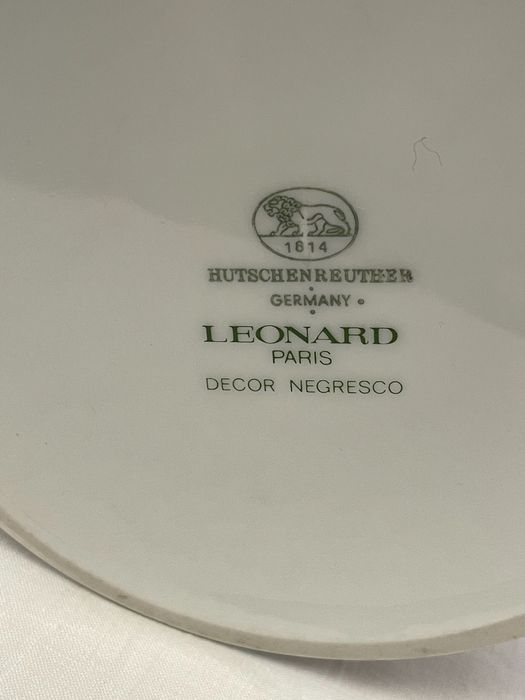 1814
HUTSCHENREUTHER
GERMANY
LEONARD
PARIS
DECOR NEGRESCO